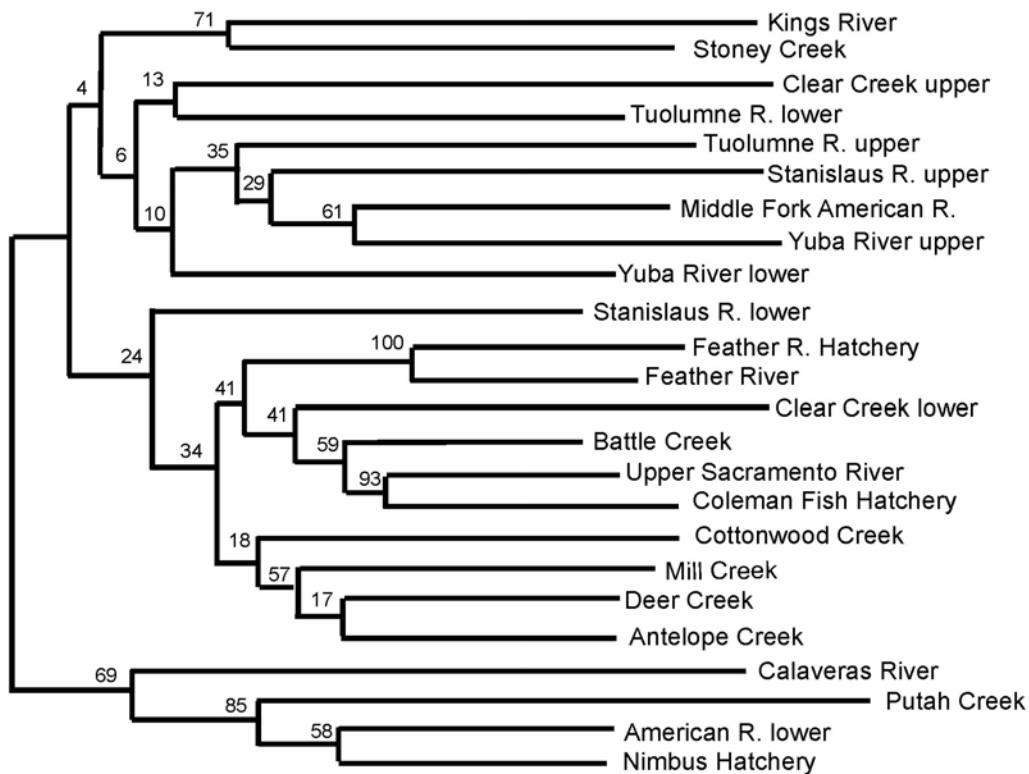 71
Kings River
Stoney Creek
4
13
Clear Creek upper
Tuolumne R. lower
6
35
Tuolumne R. upper
29
Stanislaus R. upper
10
61
Middle Fork American R.
Yuba River upper
Yuba River lower
24
Stanislaus R. lower
100
Feather R. Hatchery
Feather River
41
41
Clear Creek lower
34
59
Battle Creek
93
Upper Sacramento River
Coleman Fish Hatchery
18
Cottonwood Creek
57
Mill Creek
17
Deer Creek
Antelope Creek
69
Calaveras River
85
Putah Creek
58
American R. lower
Nimbus Hatchery